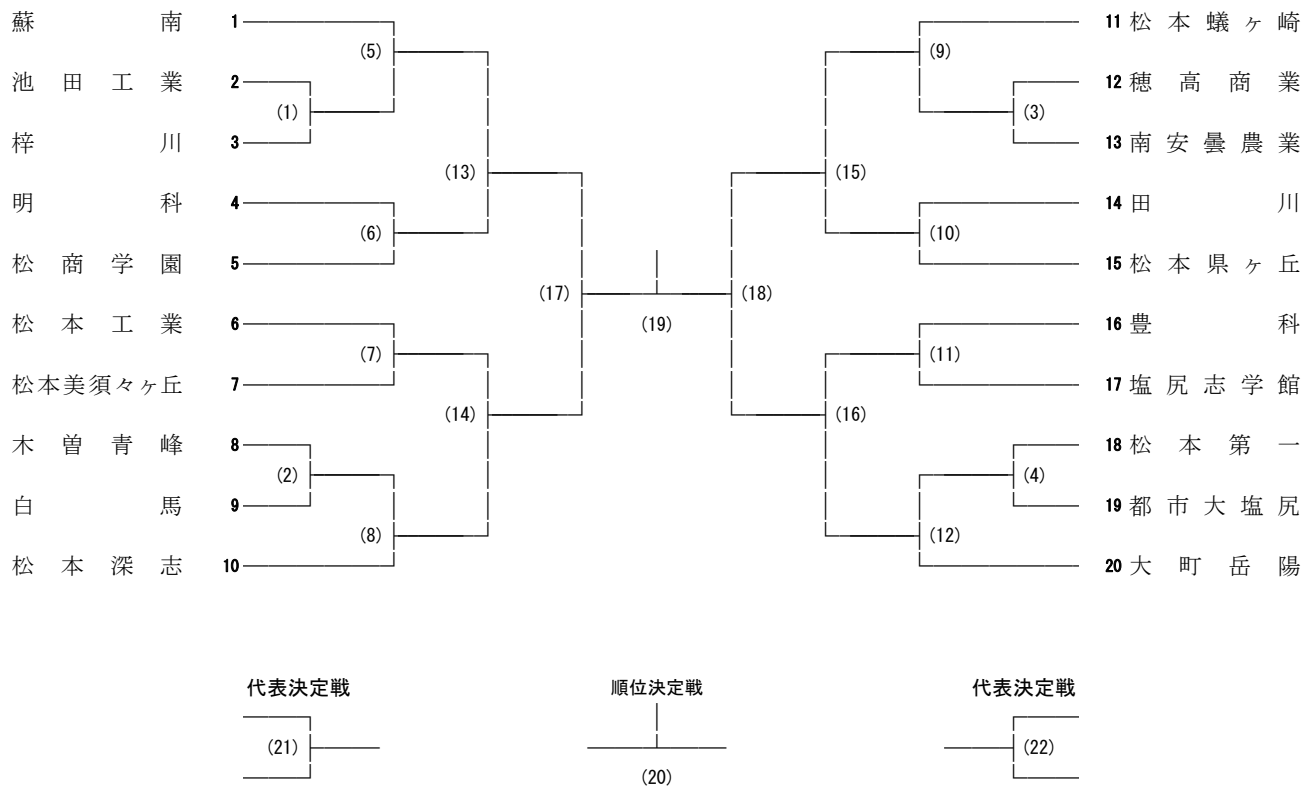 蘇南 1
(5)
池田工業 2
(1)
梓川 3
(13)
明科 4
(6)
松商学園 5
(17)
松本工業 6
(7)
松本美須々ヶ丘 7
(14)
木曽青峰 8
(2)
白馬 9
(8)
松本深志 10
(19)
11 松本蟻ヶ崎
(9)
12 穂高商業
(3)
13 南安曇農業
(15)
14 田川
(10)
15 松本県ヶ丘
(18)
16 豊科
(11)
17 塩尻志学館
(16)
18 松本第一
(4)
19 都市大塩尻
(12)
20 大町岳陽
代表決定戦
(21)
順位決定戦
(20)
代表決定戦
(22)